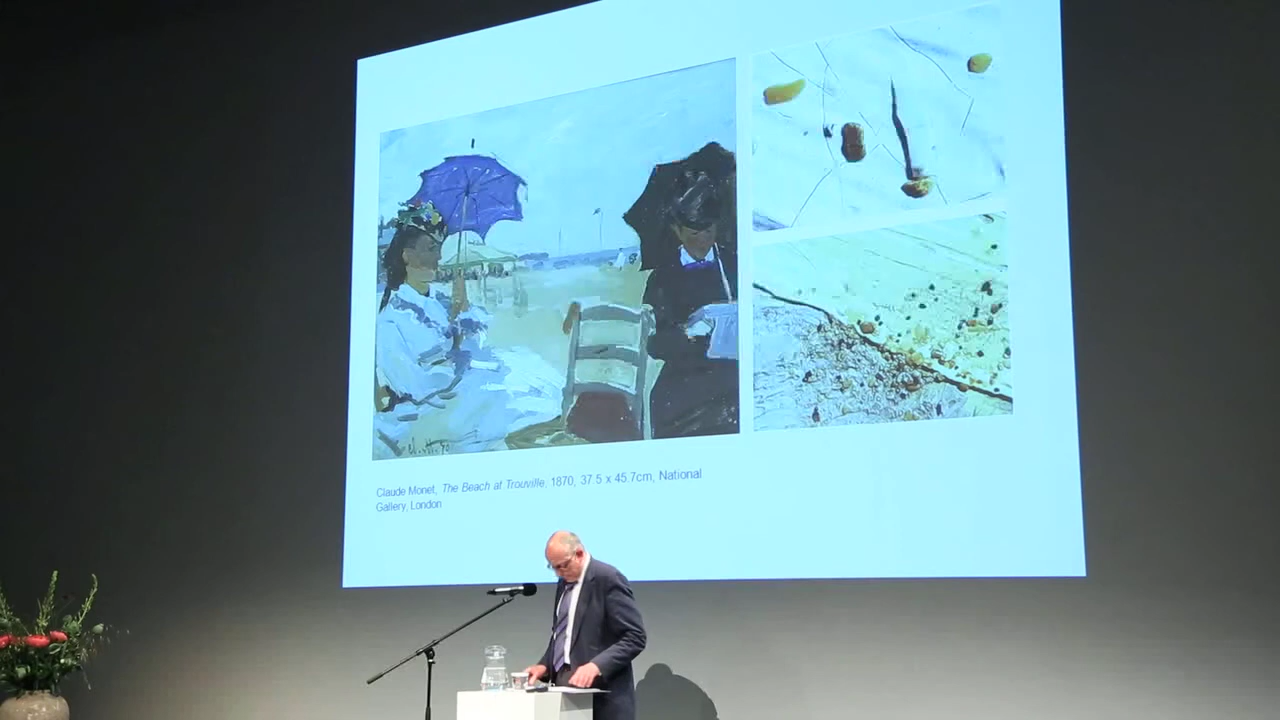 Claude Monet, The Beach at Trouville, 1870, 37.5 x 45.7cm, National
Gallery, London